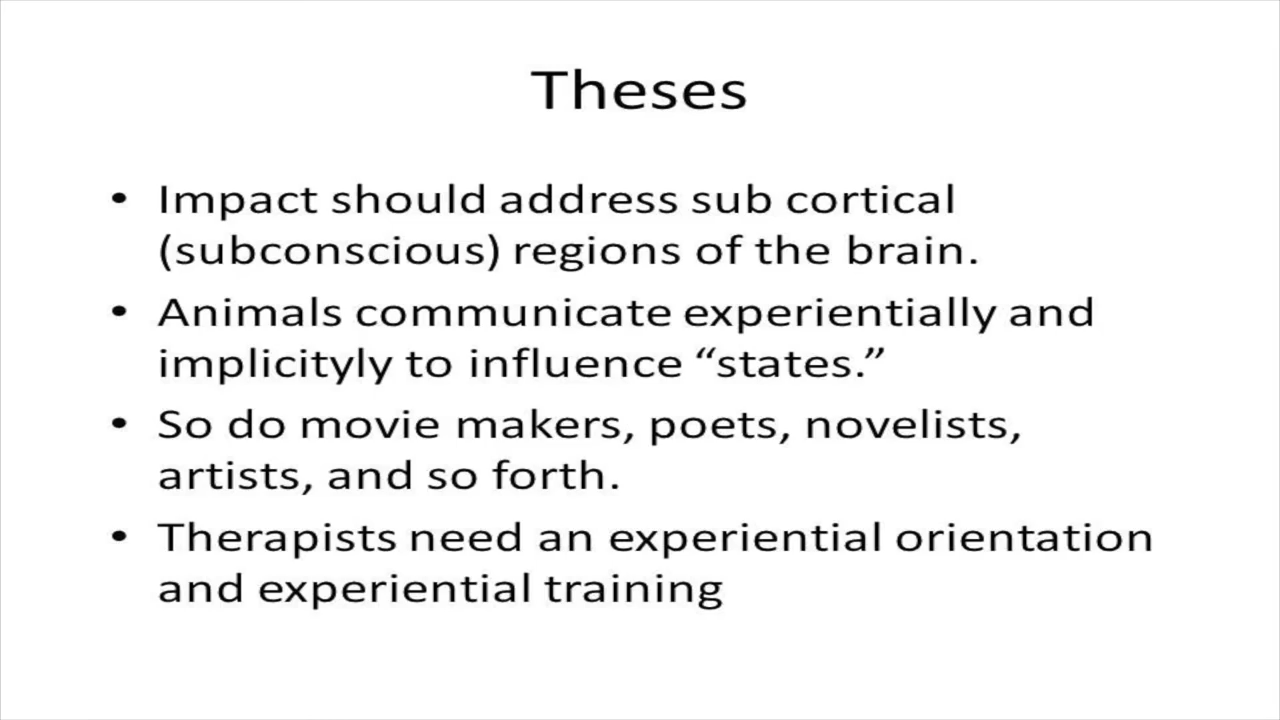 Theses
• Impact should address sub cortical
(subconscious) regions of the brain.
• Animals communicate experientially and
implicityly to influence “states.”
• So do movie makers, poets, novelists,
artists, and so forth.
• Therapists need an experiential orientation
and experiential training